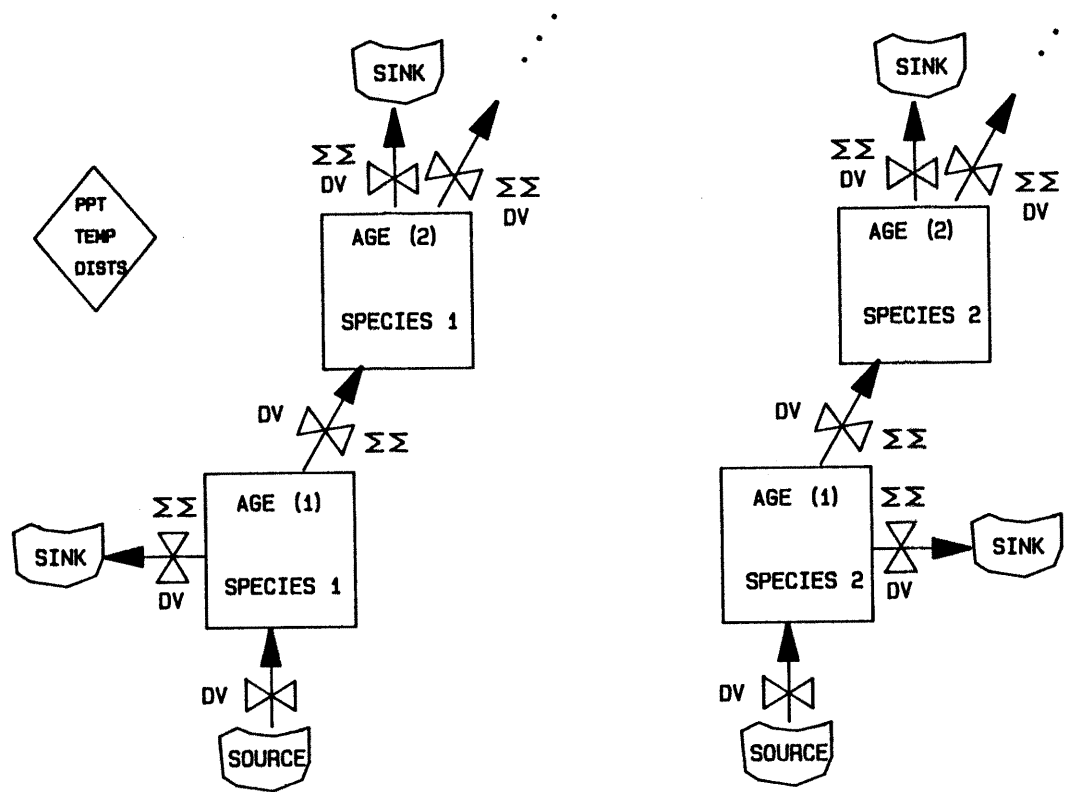 SINK
SINK
ΣΣ
DV
ΣΣ
DV
ΣΣ
DV
ΣΣ
DV
PPT
TEMP
DISTS
AGE (2)
SPECIES 1
AGE (2)
SPECIES 2
DV
ΣΣ
DV
ΣΣ
ΣΣ
AGE (1)
SPECIES 1
SINK
DV
AGE (1)
SPECIES 2
ΣΣ
DV
SINK
DV
SOURCE
DV
SOURCE